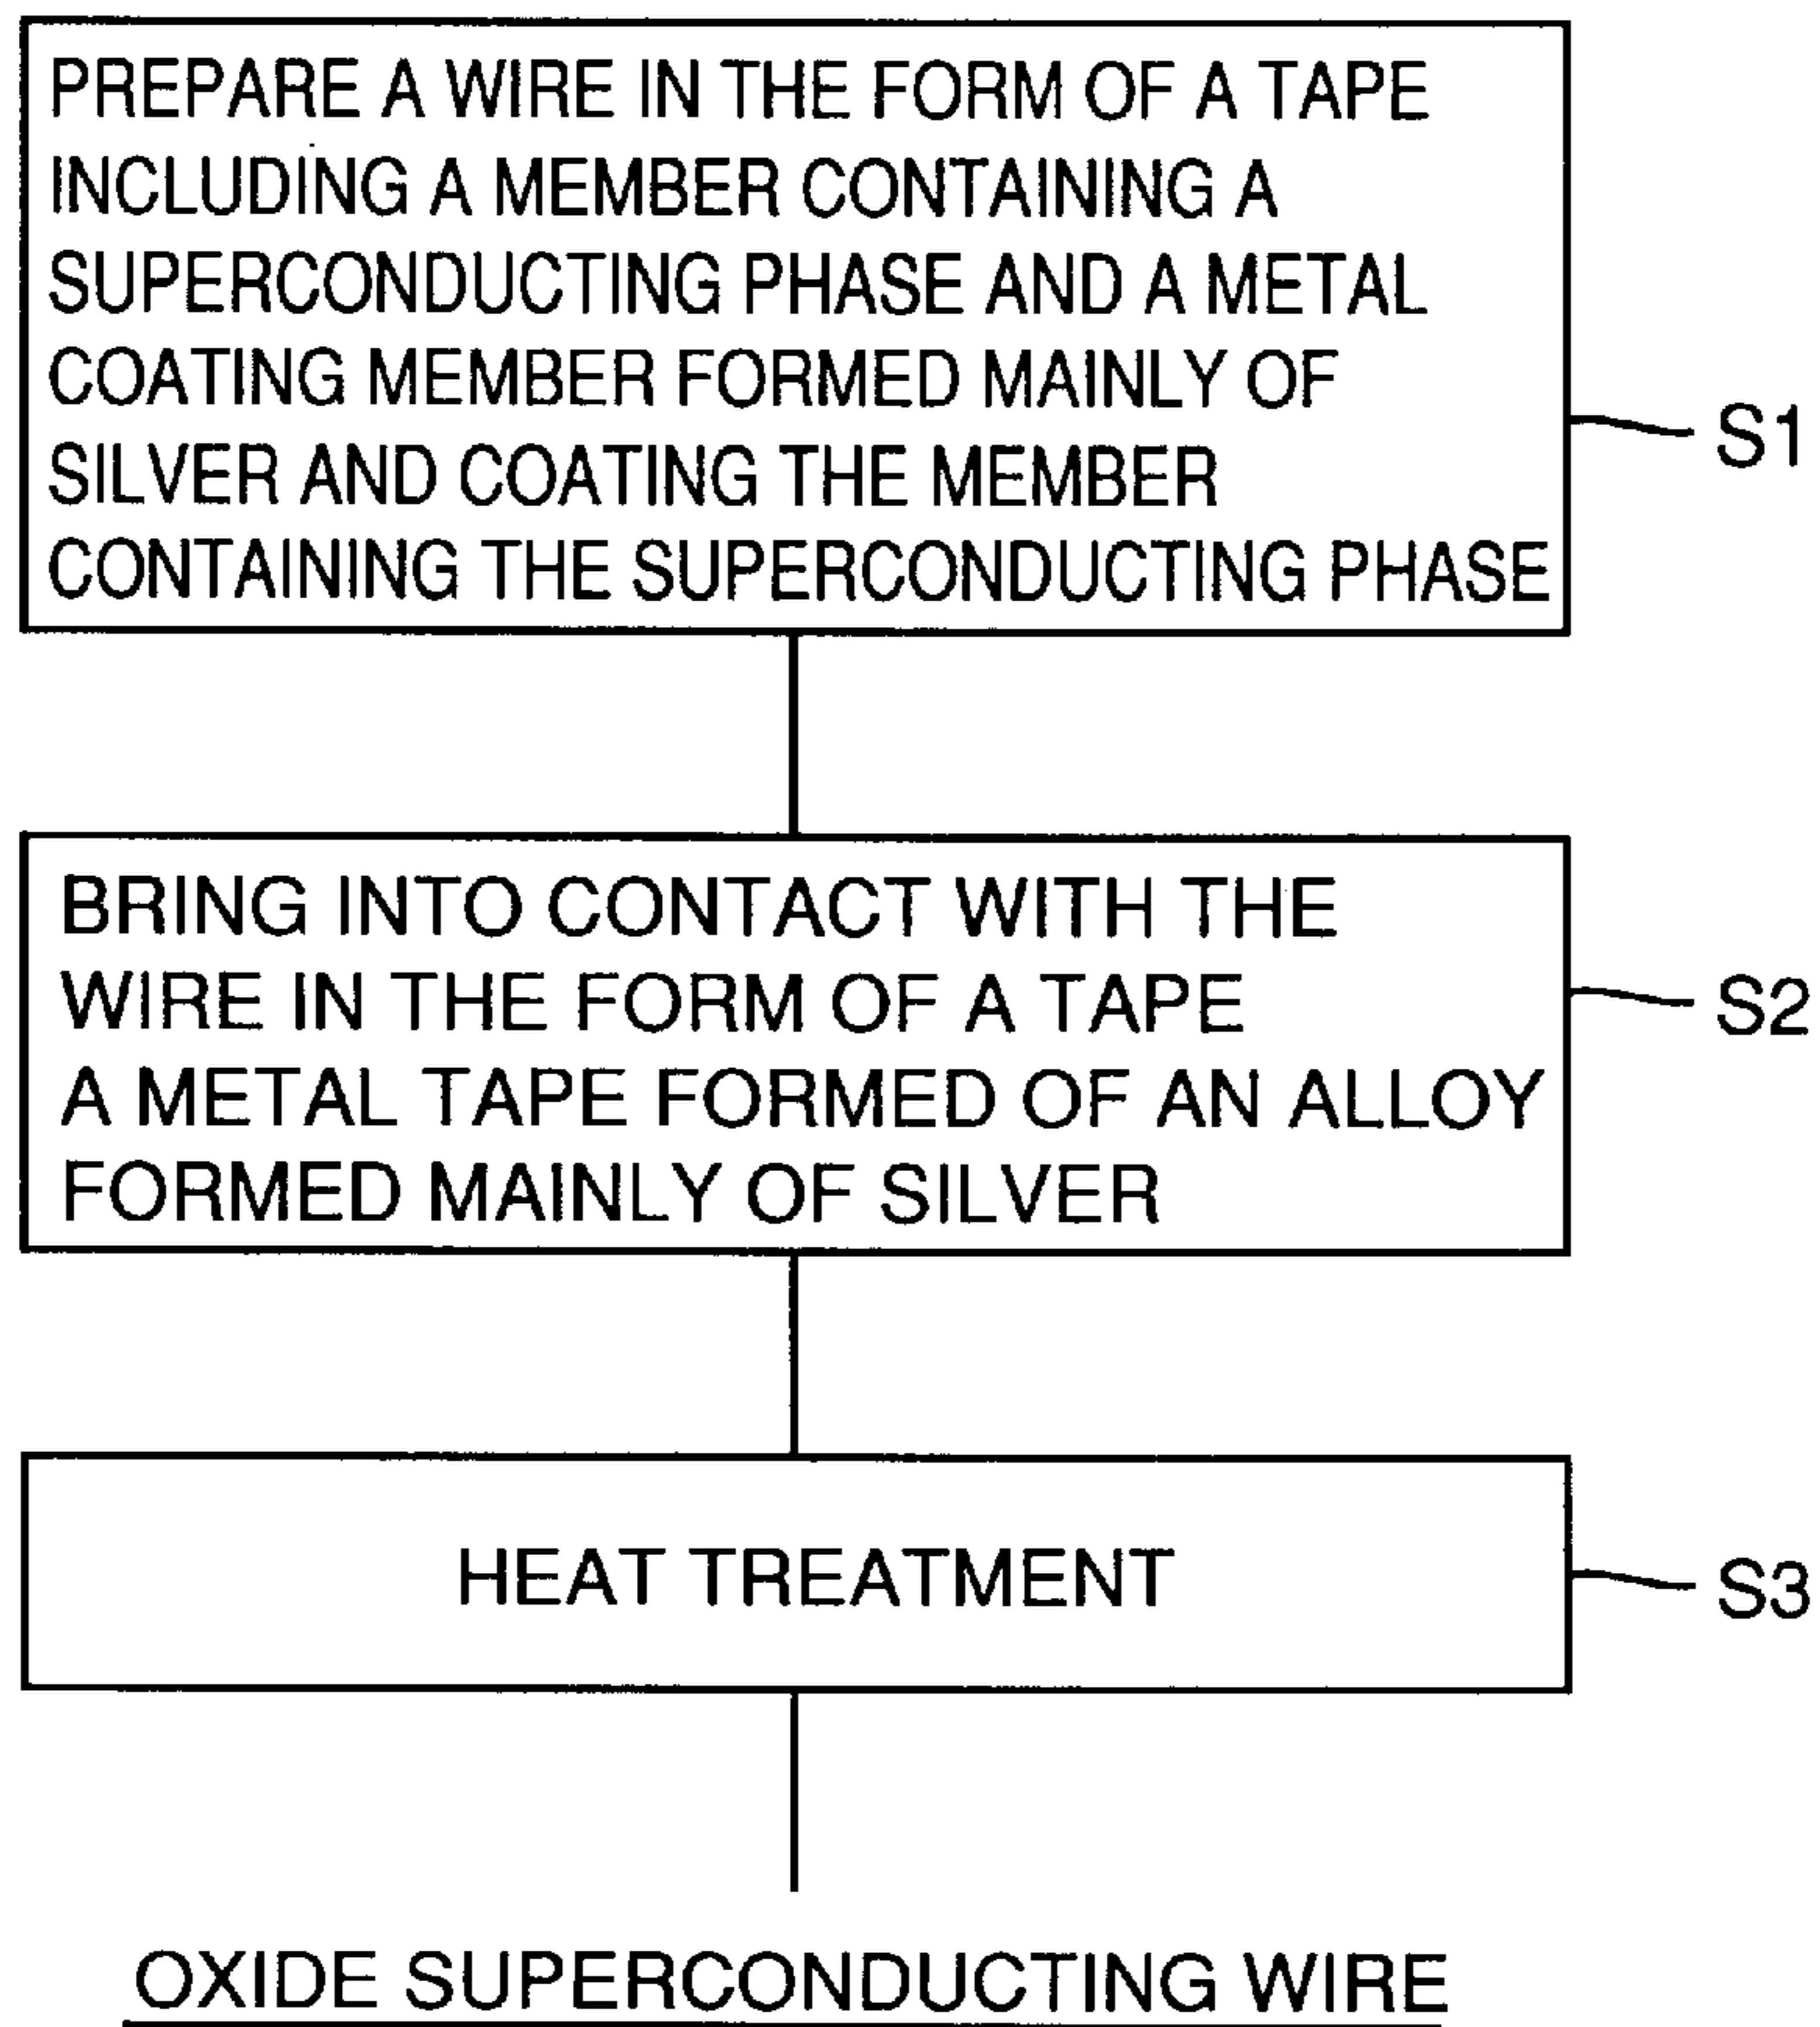 PREPARE A WIRE IN THE FORM OF A TAPE
INCLUDING A MEMBER CONTAINING A
SUPERCONDUCTING PHASE AND A METAL
COATING MEMBER FORMED MAINLY OF
SILVER AND COATING THE MEMBER
CONTAINING THE SUPERCONDUCTING PHASE
S1
BRING INTO CONTACT WITH THE
WIRE IN THE FORM OF A TAPE
A METAL TAPE FORMED OF AN ALLOY
FORMED MAINLY OF SILVER
S2
HEAT TREATMENT
S3
OXIDE SUPERCONDUCTING WIRE